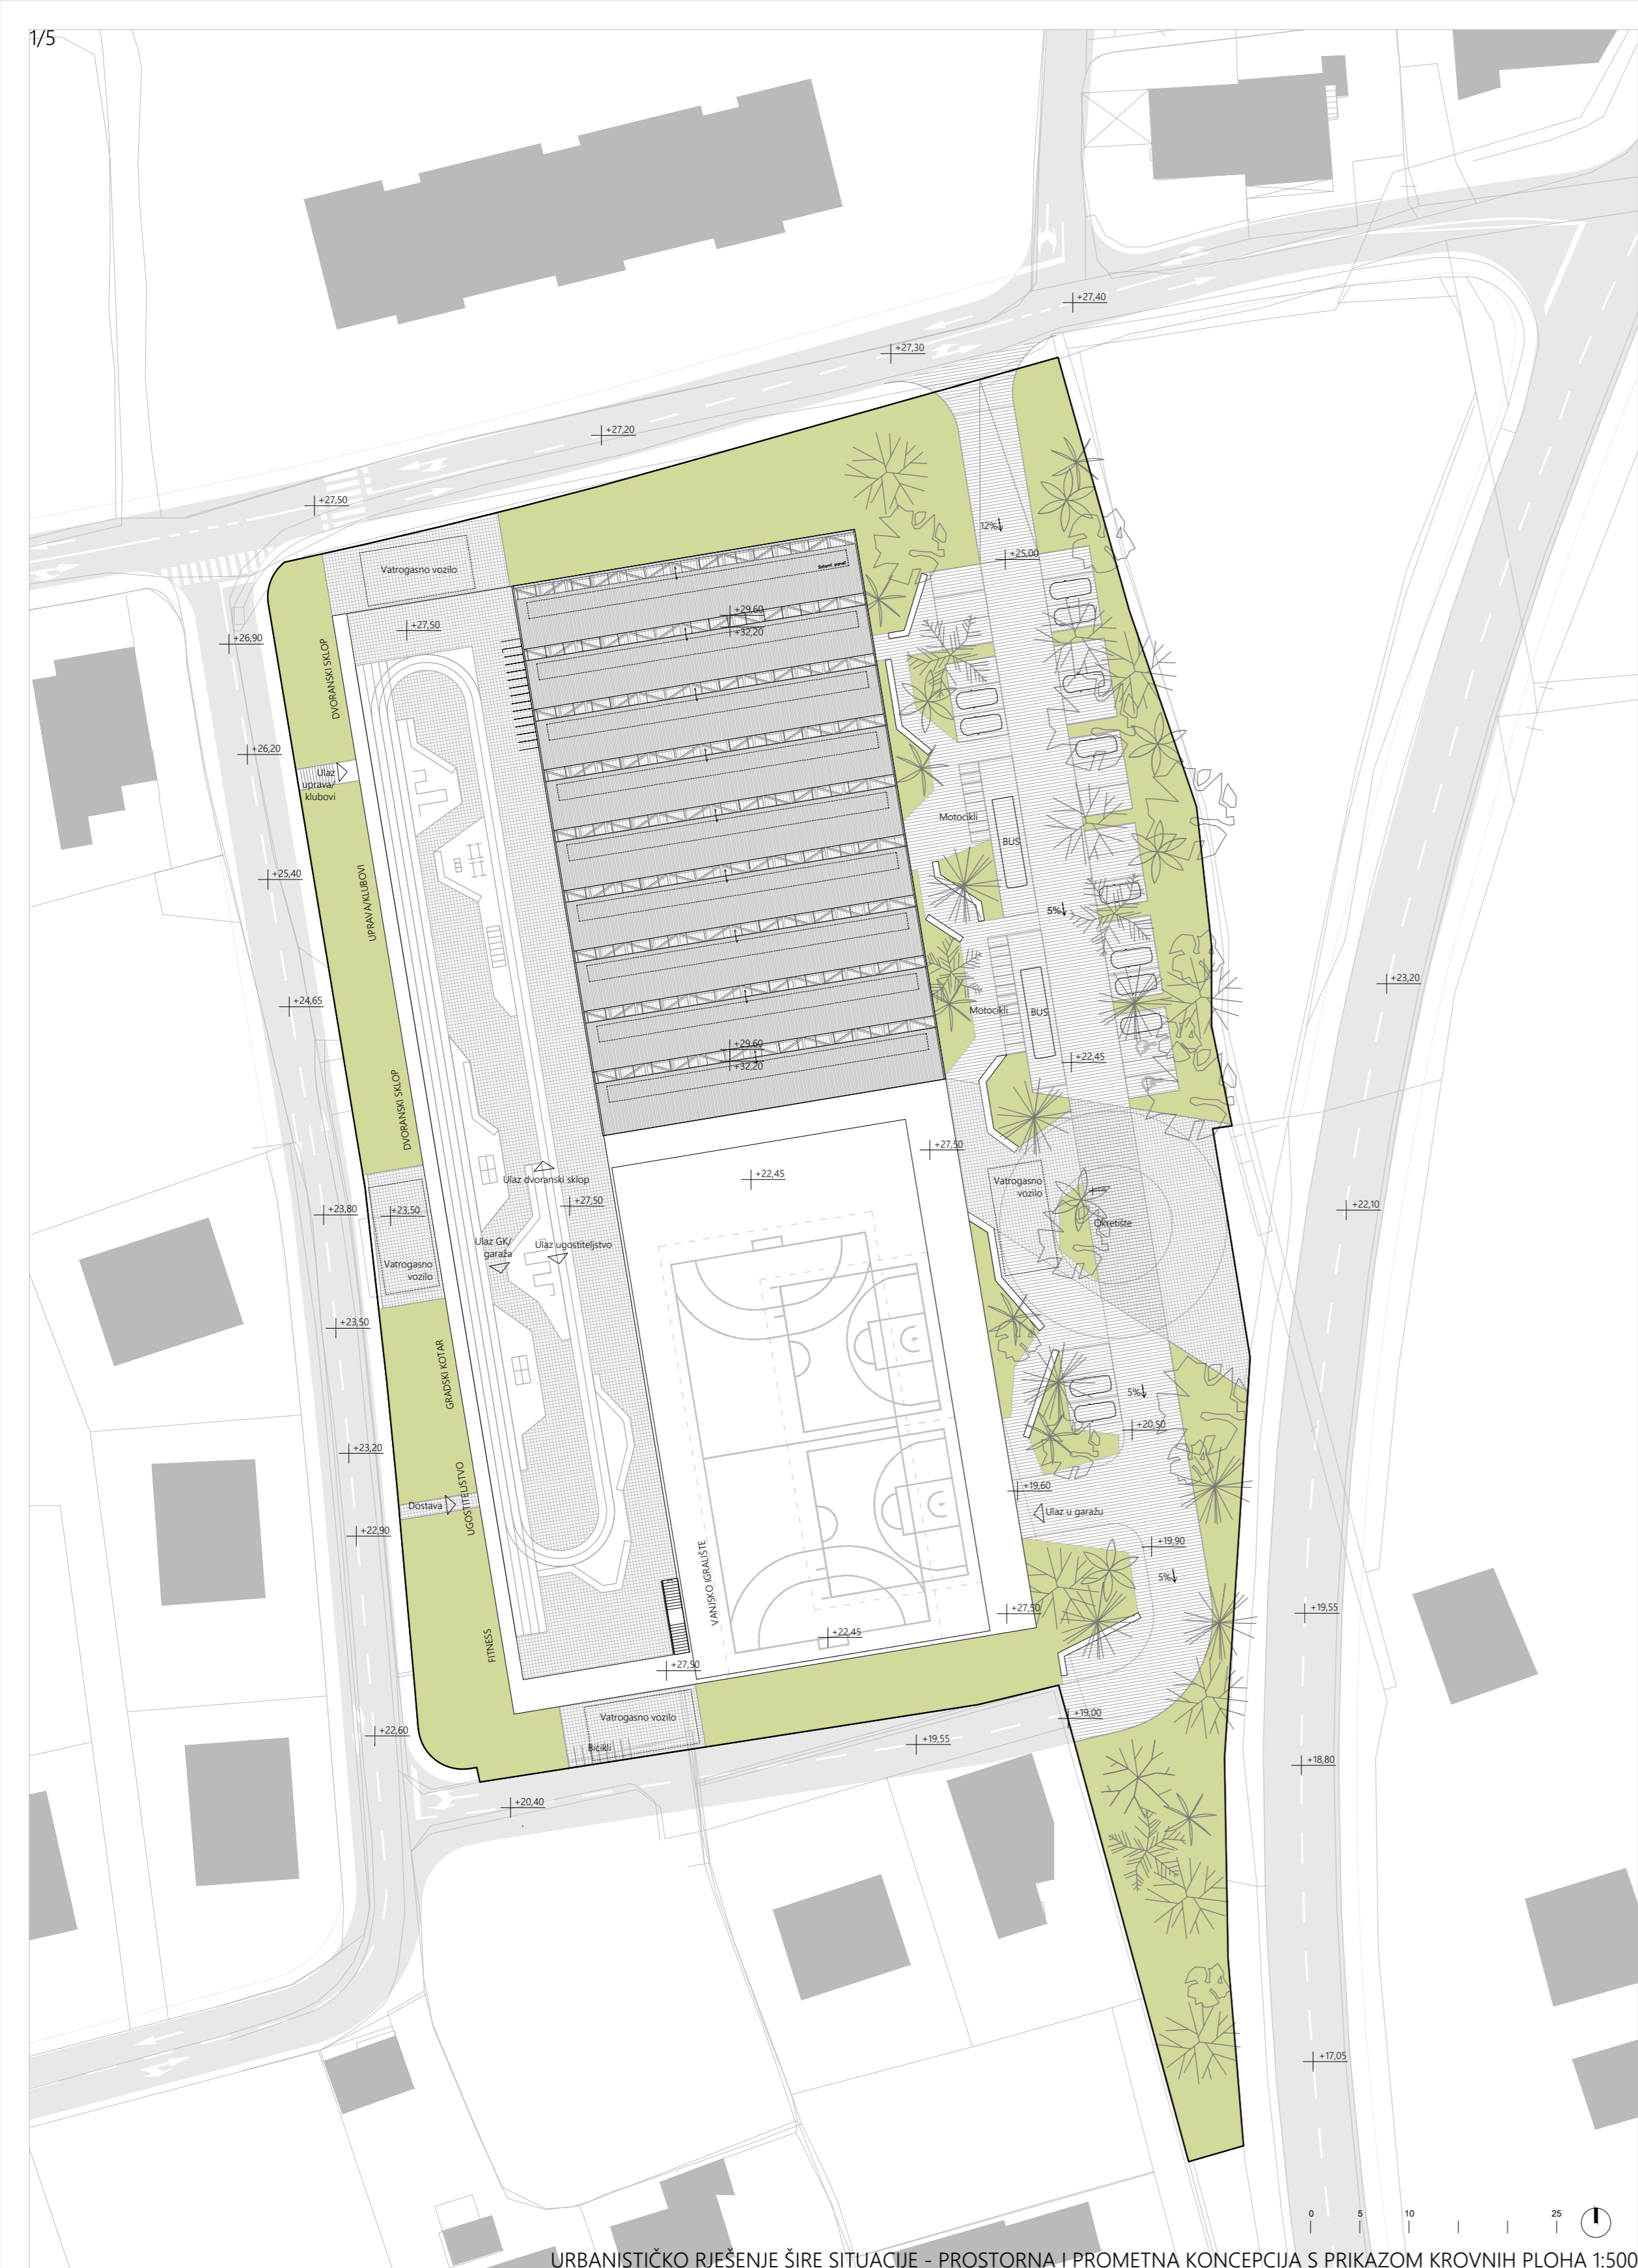 1/5
+27,40
+27,30
+27,20
+27,50
12%
+25,00
Vatrogasno vozilo
Solarni paneli
+29,60
+32,20
+27,50
+26,90
DVORANSKI SKLOP
+26,20
Ulaz
uprava/
klubovi
Motocikli
BUS
+25,40
UPRAVA/KLUBOVI
5%
+23,20
+24,65
Motocikli
BUS
+29,60
+32,20
+22,45
DVORANSKI SKLOP
+27,50
Ulaz dvoranski sklop
+22,45
Vatrogasno
vozilo
+27,50
+23,80
+23,50
+22,10
Okretište
Ulaz GK/
garaža
Ulaz ugostiteljstvo
Vatrogasno
vozilo
+23,50
GRADSKI KOTAR
5%
+20,50
+23,20
+19,60
UGOSTITELJSTVO
Dostava
Ulaz u garažu
+22,90
+19,90
5%
VANJSKO IGRALIŠTE
+27,50
+19,55
FITNESS
+22,45
+27,50
Vatrogasno vozilo
+19,00
+22,60
Bicikli
+19,55
+18,80
+20,40
+17,05
0 5 10 25
URBANISTIČKO RJEŠENJE ŠIRE SITUACIJE - PROSTORNA I PROMETNA KONCEPCIJA S PRIKAZOM KROVNIH PLOHA 1:500